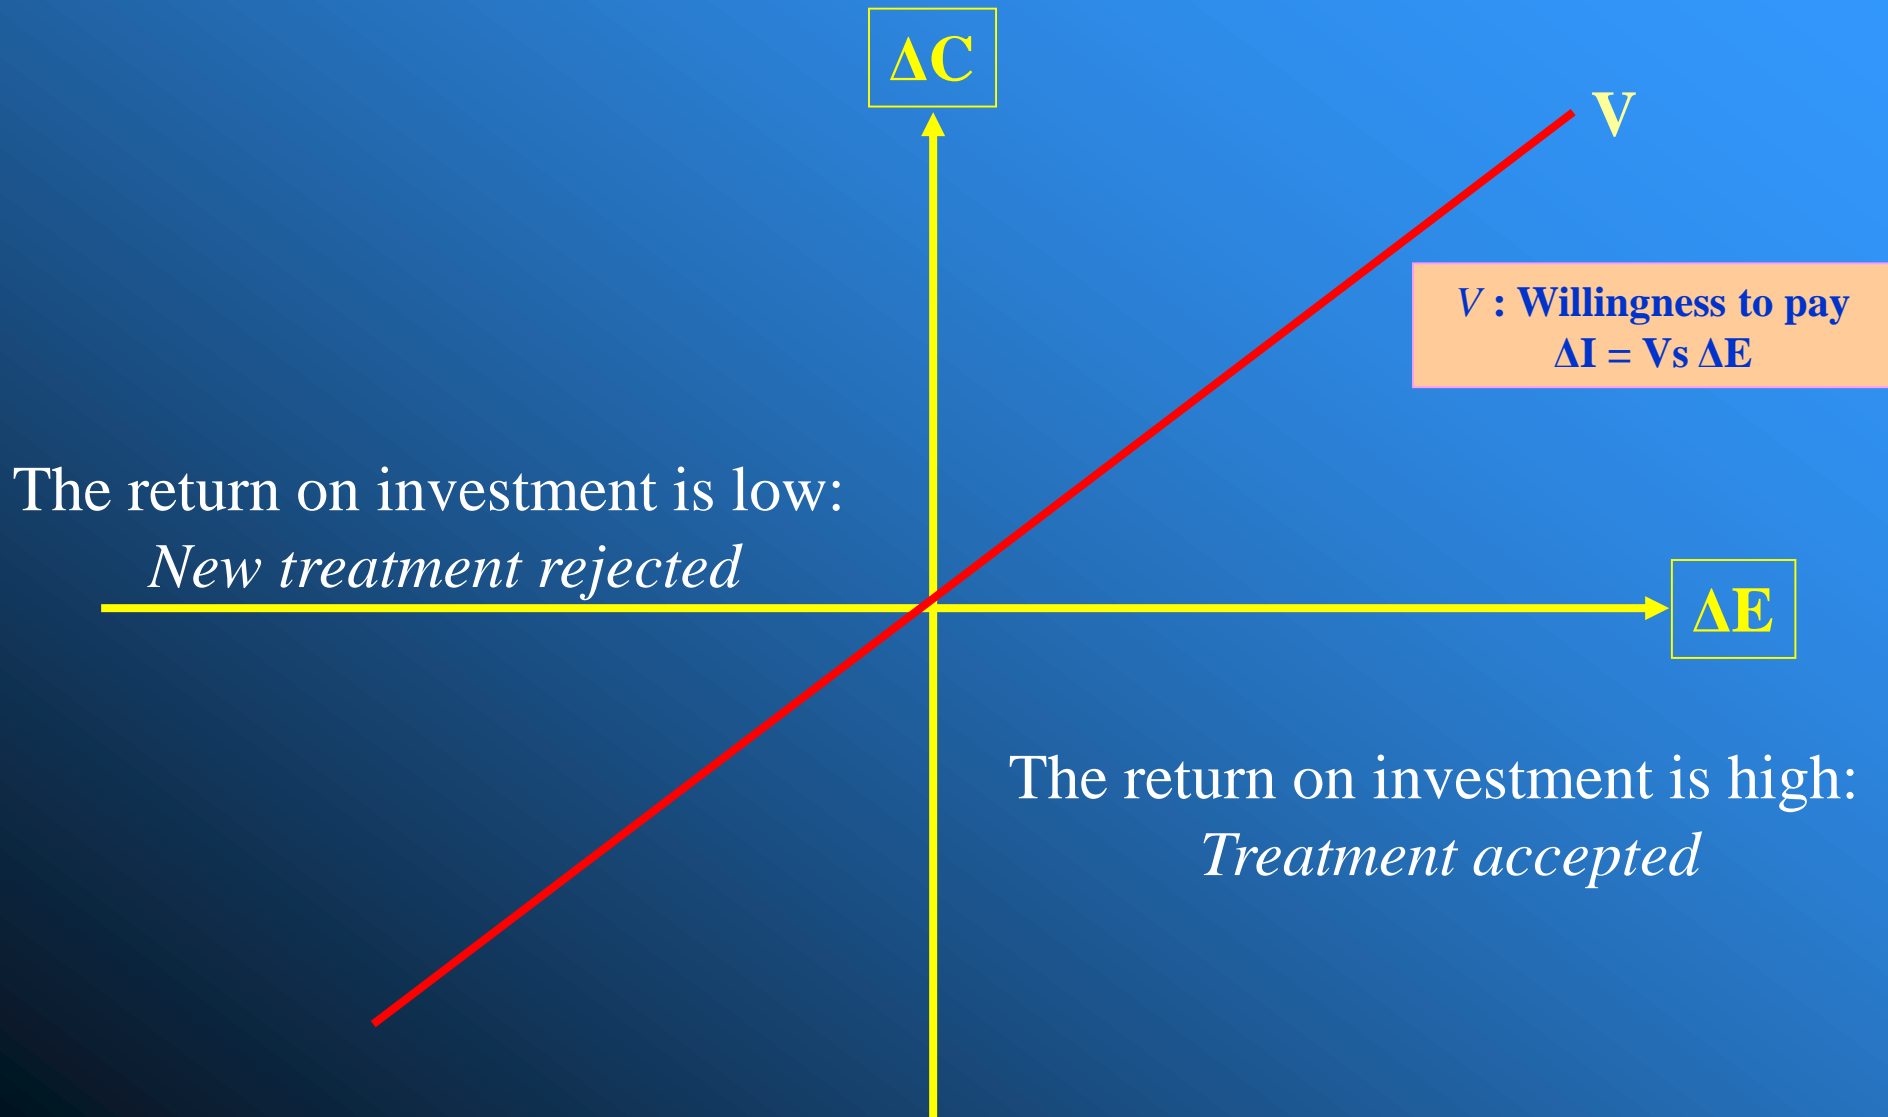 ΔC
V
V : Willingness to pay
ΔI = Vs ΔE
The return on investment is low:
New treatment rejected
ΔE
The return on investment is high:
Treatment accepted